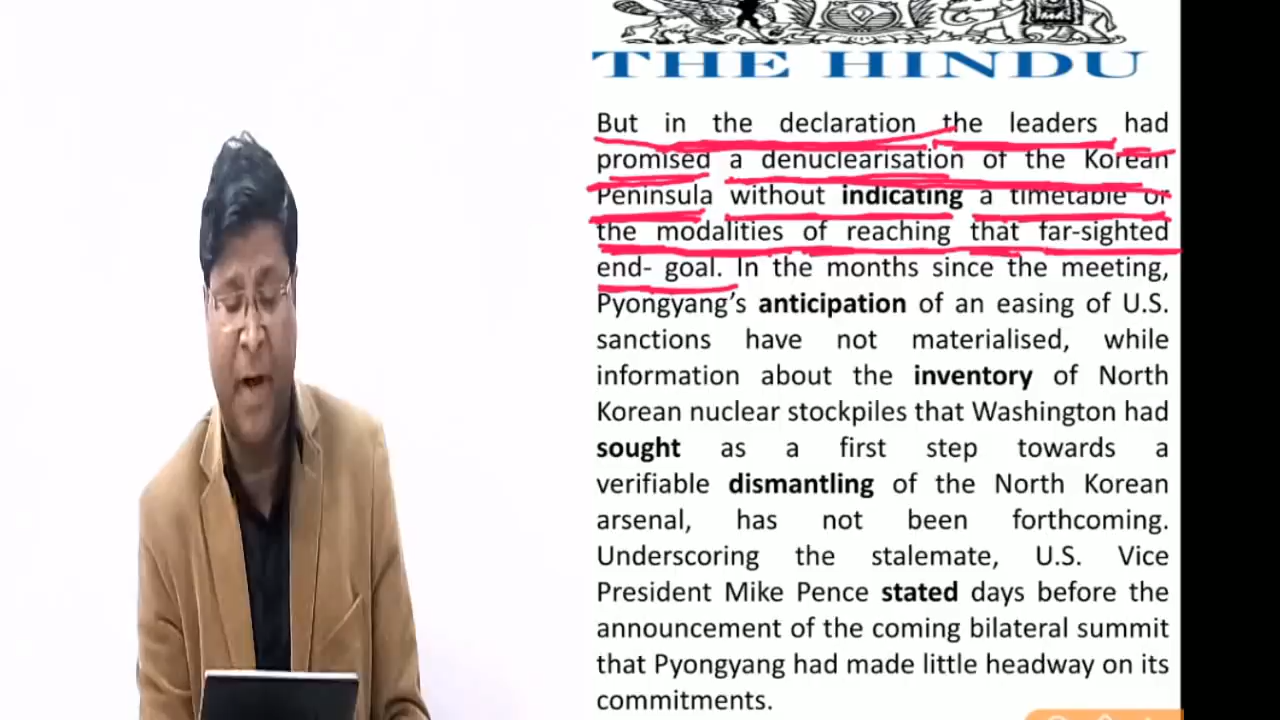 THE HINDU
But in the declaration the leaders had
promised a denuclearisation of the Korean
Peninsula without indicating a timetable or
the modalities of reaching that far-sighted
end- goal. In the months since the meeting,
Pyongyang’s anticipation of an easing of U.S.
sanctions have not materialised, while
information about the inventory of North
Korean nuclear stockpiles that Washington had
sought as a first step towards a
verifiable dismantling of the North Korean
arsenal, has not been forthcoming.
Underscoring the stalemate, U.S. Vice
President Mike Pence stated days before the
announcement of the coming bilateral summit
that Pyongyang had made little headway on its
commitments.